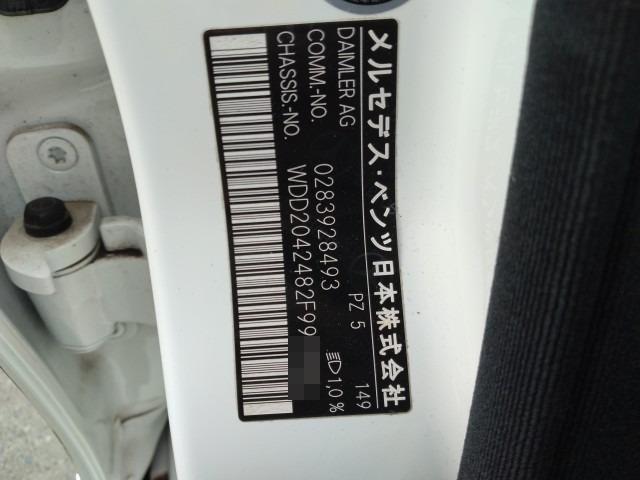 メルセデス・ベンツ日本株式会社
DAIMLER AG PZ 5 149
COMM.-NO. 0283928493
CHASSIS.-NO. WDD2042482F99
1,0 %